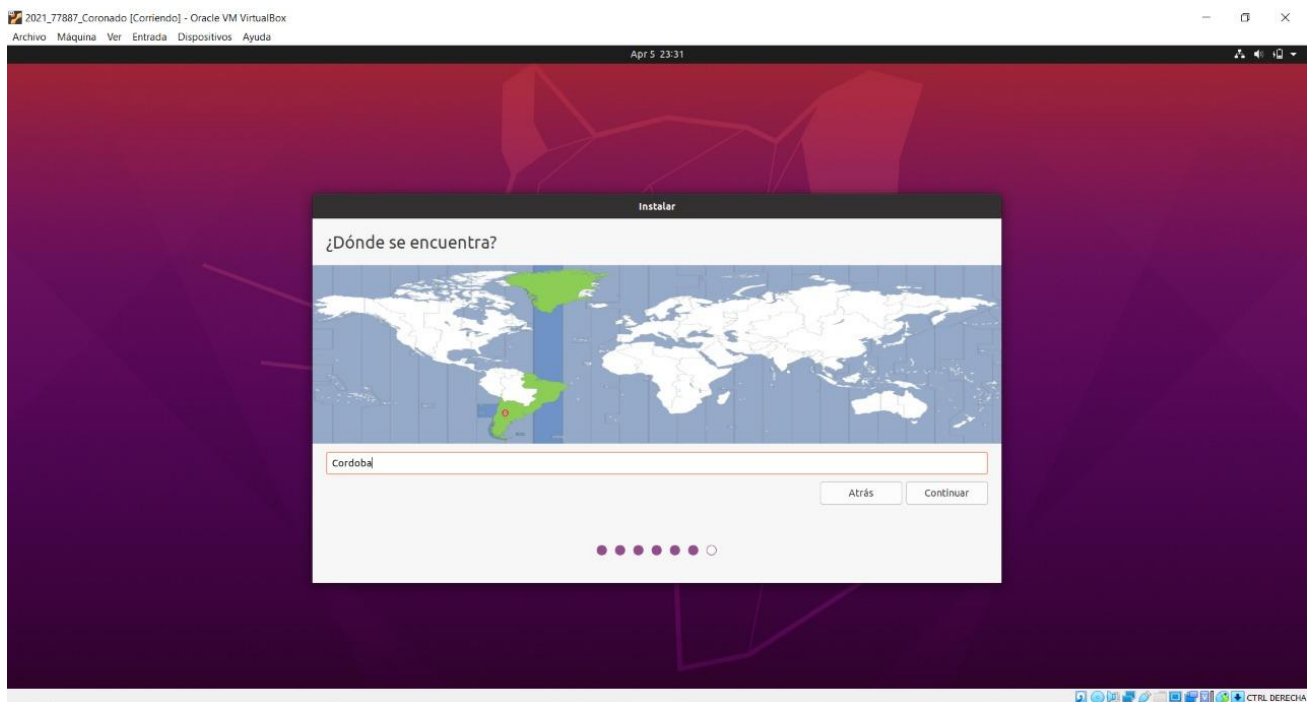 2021_77887_Coronado [Corriendo] - Oracle VM VirtualBox
Archivo Máquina Ver Entrada Dispositivos Ayuda
Apr 5 23:31
Instalar
¿Dónde se encuentra?
Cordoba
Atrás Continuar
CTRL DERECHA